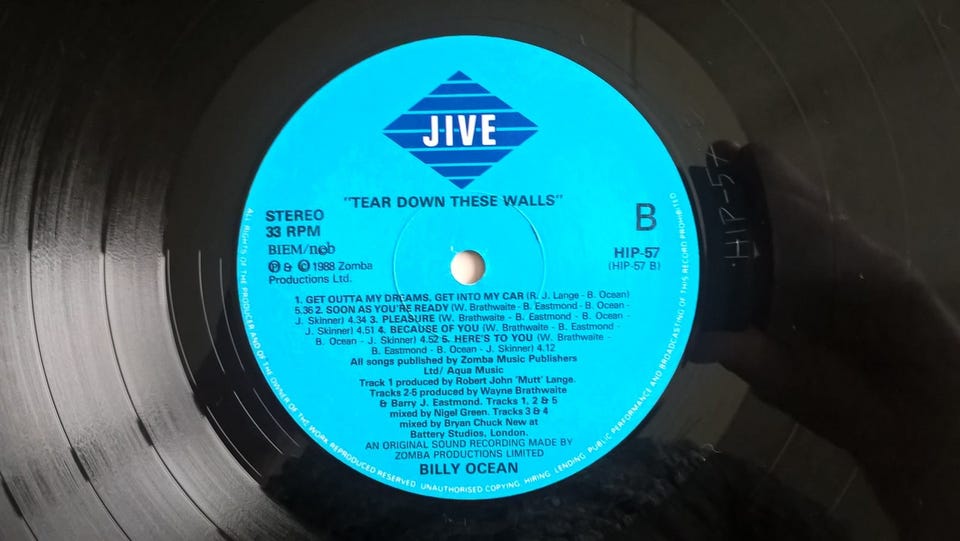 JIVE
"TEAR DOWN THESE WALLS"
STEREO
33 RPM
BIEM/ncb
Ⓟ & © 1988 Zomba
Productions Ltd.
B
HIP-57
(HIP-57 B)
1. GET OUTTA MY DREAMS, GET INTO MY CAR (R. J. Lange - B. Ocean)
5.36 2. SOON AS YOU'RE READY (W. Brathwaite - B. Eastmond - B. Ocean -
J. Skinner) 4.34 3. PLEASURE (W. Brathwaite - B. Eastmond - B. Ocean -
J. Skinner) 4.51 4. BECAUSE OF YOU (W. Brathwaite - B. Eastmond -
B. Ocean - J. Skinner) 4.52 5. HERE'S TO YOU (W. Brathwaite -
B. Eastmond - B. Ocean - J. Skinner) 4.12
All songs published by Zomba Music Publishers
Ltd/ Aqua Music
Track 1 produced by Robert John 'Mutt' Lange.
Tracks 2-5 produced by Wayne Brathwaite
& Barry J. Eastmond. Tracks 1, 2 & 5
mixed by Nigel Green. Tracks 3 & 4
mixed by Bryan Chuck New at
Battery Studios, London.
AN ORIGINAL SOUND RECORDING MADE BY
ZOMBA PRODUCTIONS LIMITED
BILLY OCEAN
ALL RIGHTS OF THE PRODUCER AND OF THE OWNER OF THE WORK REPRODUCED RESERVED. UNAUTHORISED COPYING, HIRING, LENDING, PUBLIC PERFORMANCE AND BROADCASTING OF THIS RECORD PROHIBITED
HIP-57